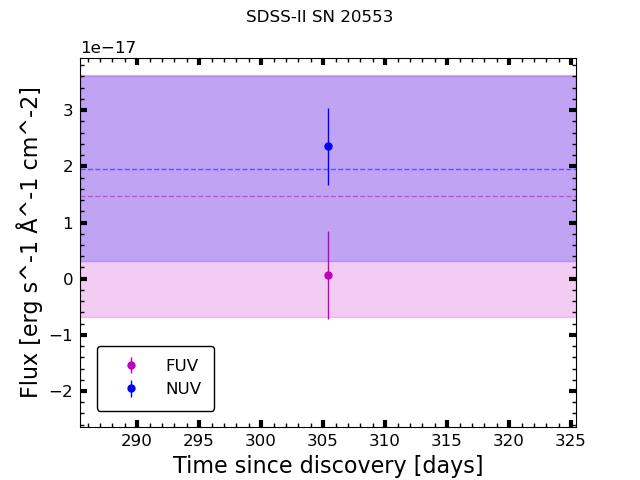 SDSS-II SN 20553
1e−17
3
2
1
0
−1
−2
Flux [erg s^-1 Å^-1 cm^-2]
FUV
NUV
290 295 300 305 310 315 320 325
Time since discovery [days]